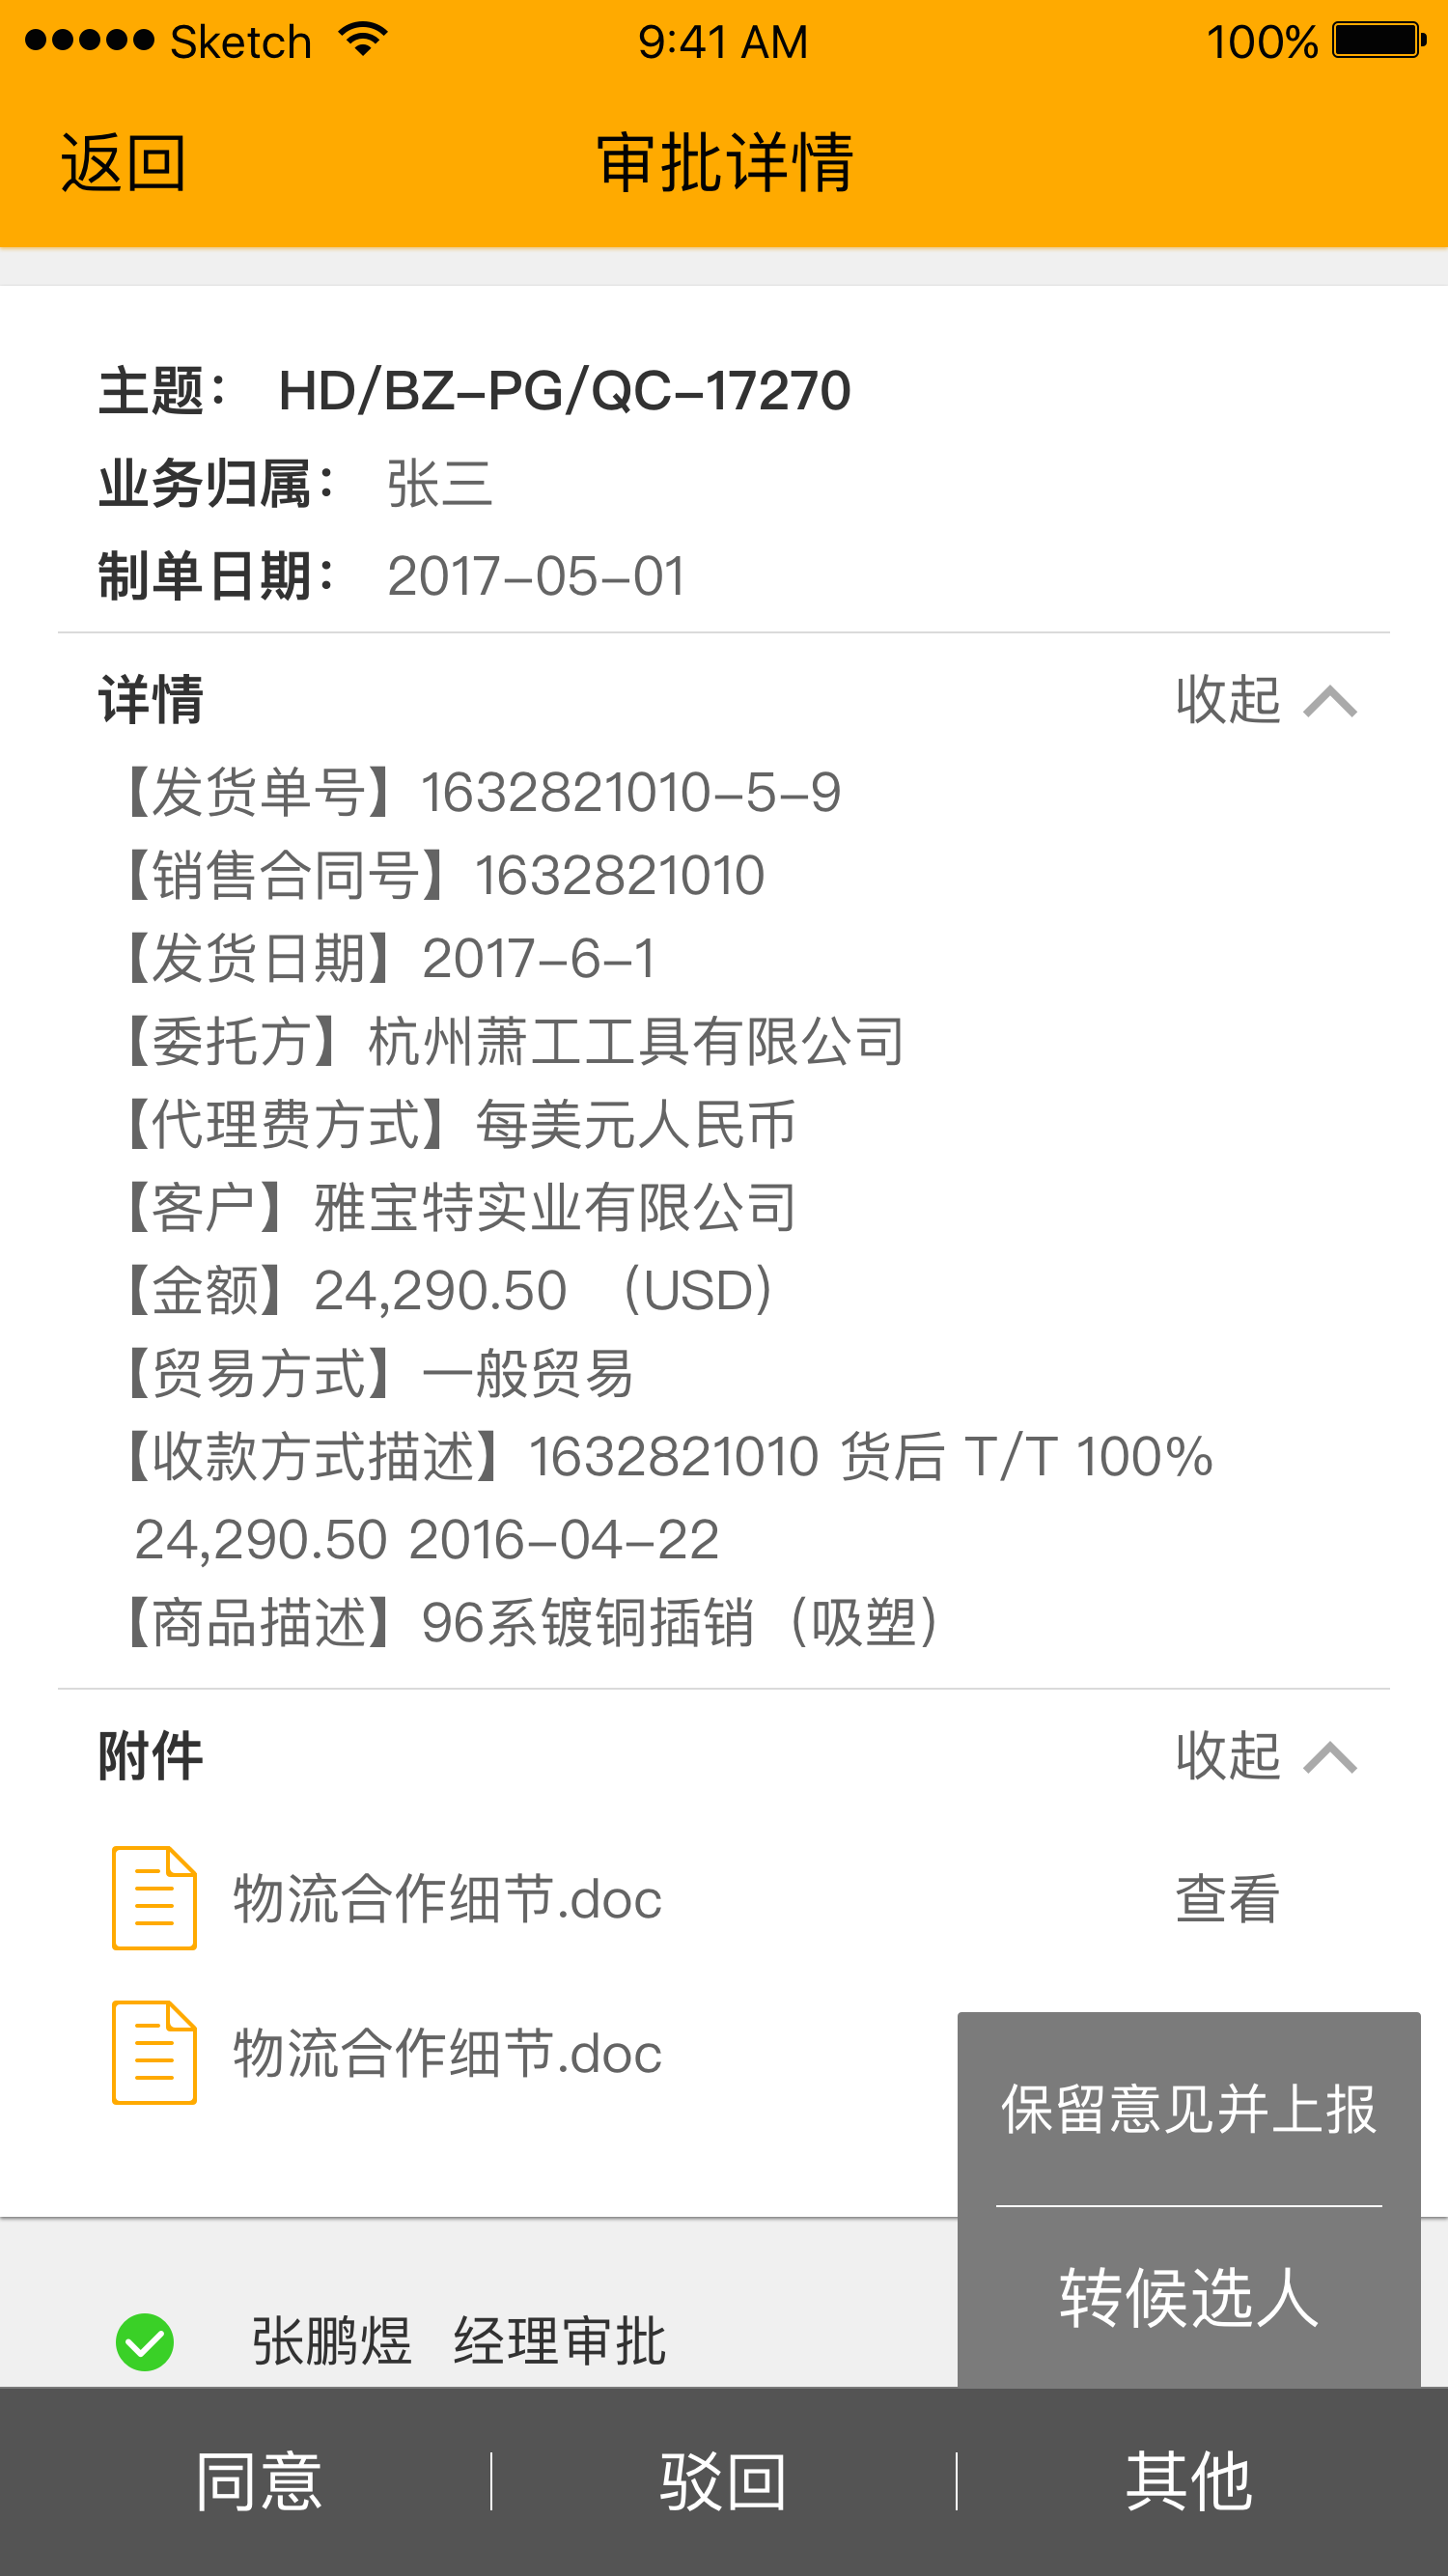 Sketch 9:41 AM 100%
返回 审批详情
主题： HD/BZ-PG/QC-17270
业务归属： 张三
制单日期： 2017-05-01
详情 收起
【发货单号】1632821010-5-9
【销售合同号】1632821010
【发货日期】2017-6-1
【委托方】杭州萧工工具有限公司
【代理费方式】每美元人民币
【客户】雅宝特实业有限公司
【金额】24,290.50 （USD）
【贸易方式】一般贸易
【收款方式描述】1632821010 货后 T/T 100%
24,290.50 2016-04-22
【商品描述】96系镀铜插销（吸塑）
附件 收起
物流合作细节.doc 查看
物流合作细节.doc
保留意见并上报
转候选人
张鹏煜 经理审批
同意 驳回 其他